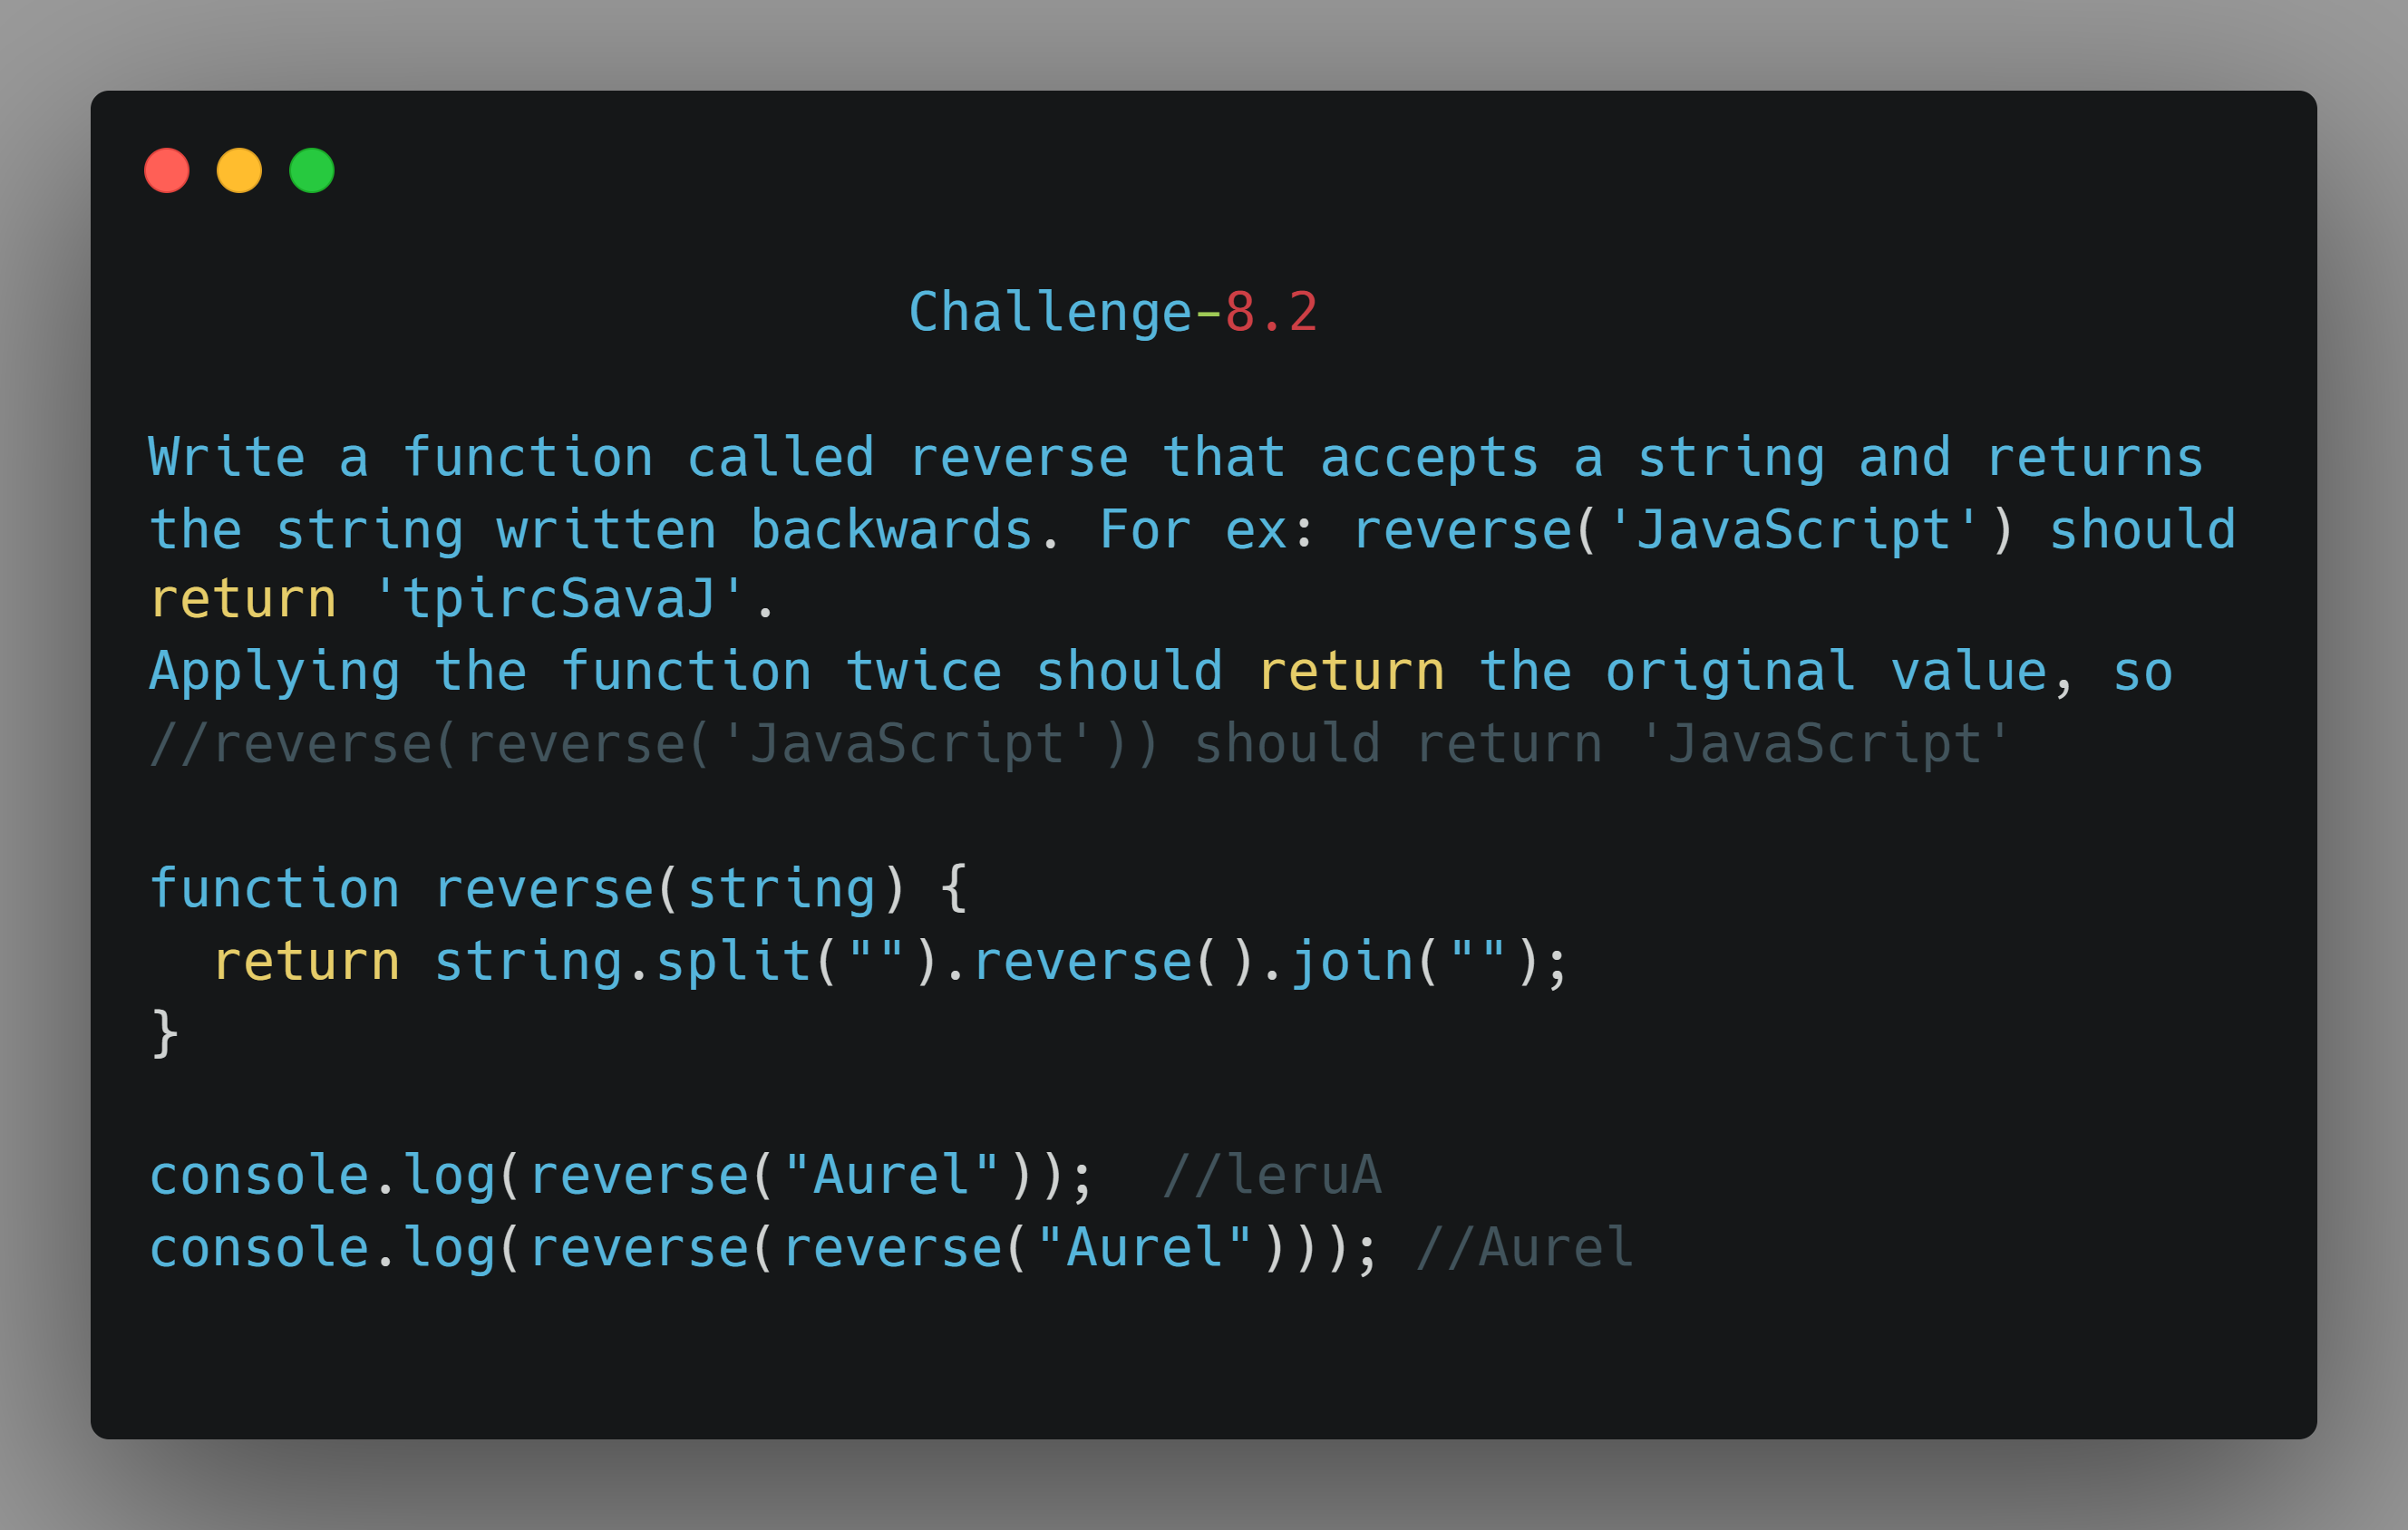 Challenge-8.2
Write a function called reverse that accepts a string and returns
the string written backwards. For ex: reverse('JavaScript') should
return 'tpircSavaJ'.
Applying the function twice should return the original value, so
//reverse(reverse('JavaScript')) should return 'JavaScript'
function reverse(string) {
  return string.split("").reverse().join("");
}
console.log(reverse("Aurel"));  //leruA
console.log(reverse(reverse("Aurel"))); //Aurel